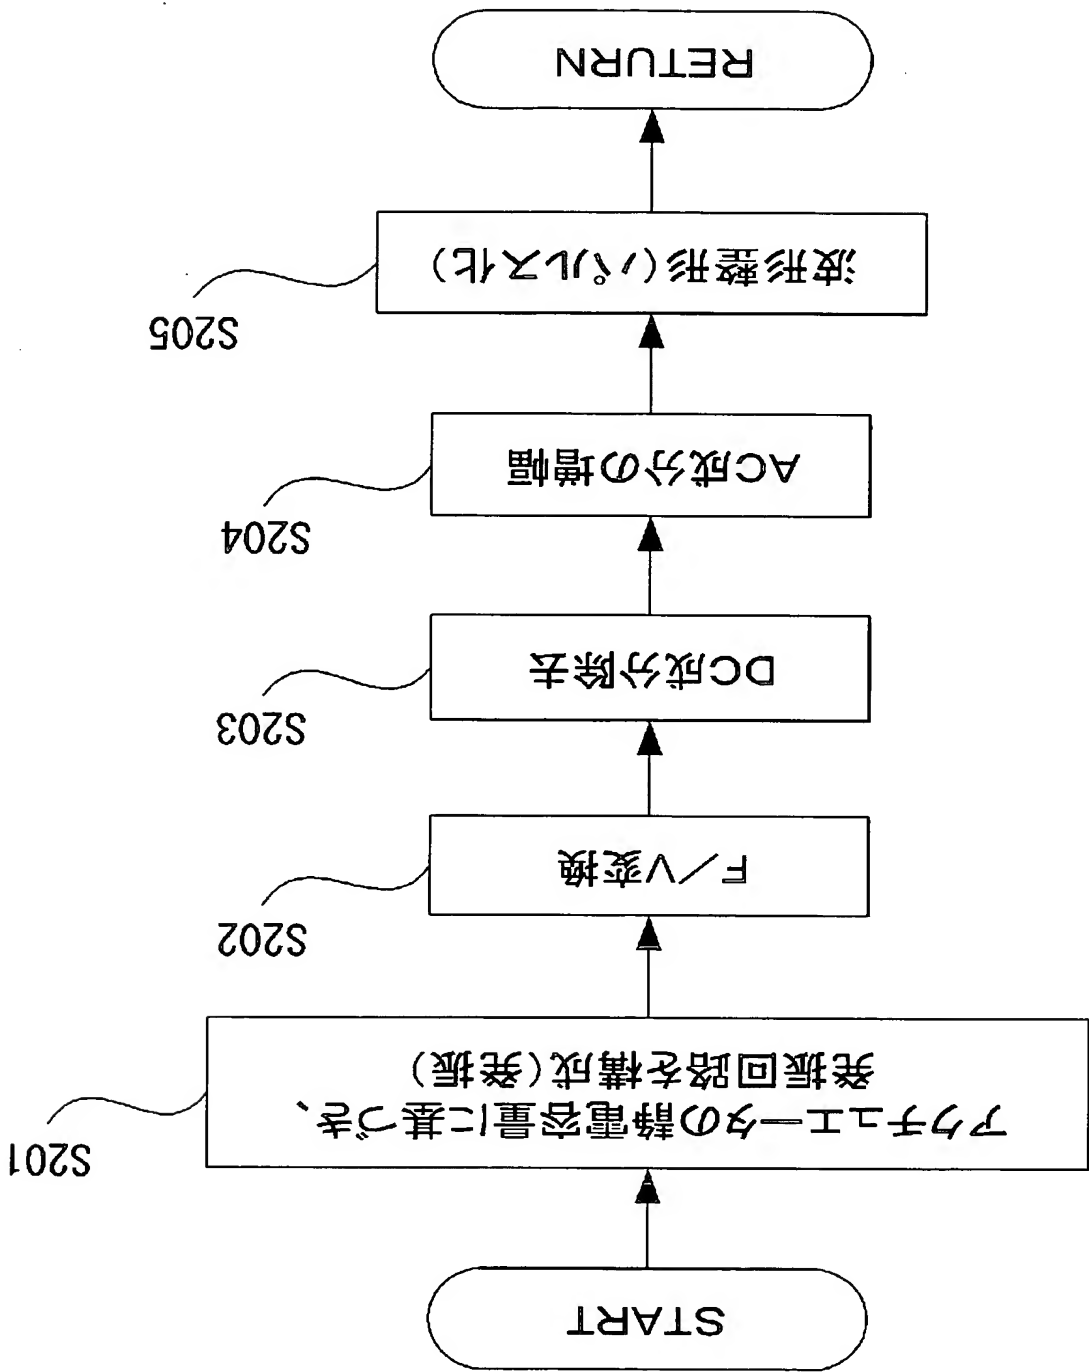 START
アクチュエータの静電容量に基づき、
発振回路を構成(発振)
S201
F／V変換
S202
DC成分除去
S203
AC成分の増幅
S204
波形整形(パルス化)
S205
RETURN